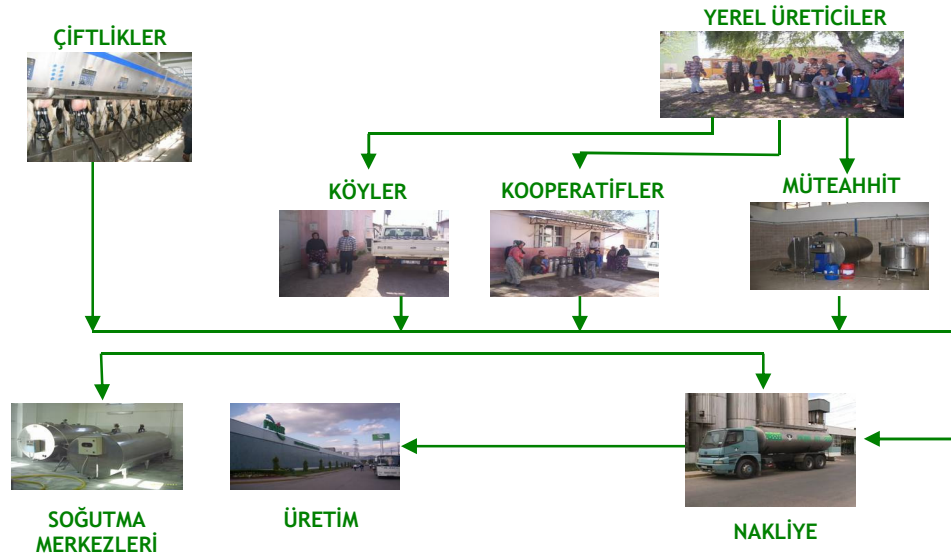 YEREL ÜRETİCİLER
ÇİFTLİKLER
KÖYLER
KOOPERATİFLER
MÜTEAHHİT
SOĞUTMA
MERKEZLERİ
ÜRETİM
NAKLİYE